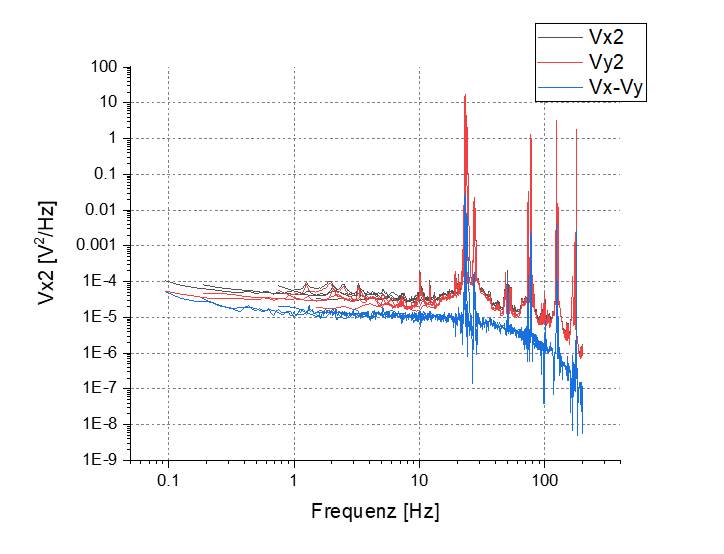 Vx2
Vy2
Vx-Vy
100
10
1
0.1
0.01
0.001
1E-4
1E-5
1E-6
1E-7
1E-8
1E-9
Vx2 [V²/Hz]
0.1 1 10 100
Frequenz [Hz]